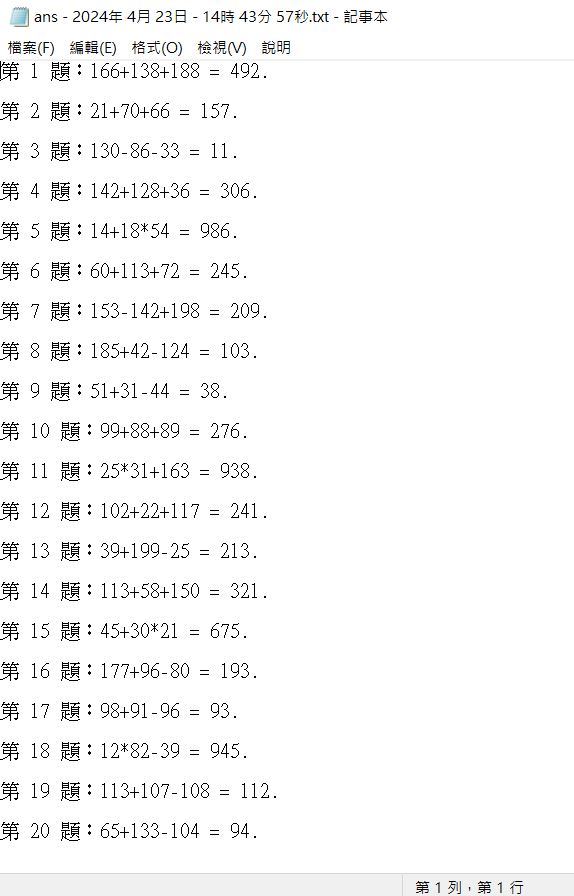 ans - 2024年 4月 23日 - 14時 43分 57秒.txt - 記事本
檔案(F) 編輯(E) 格式(O) 檢視(V) 說明
第 1 題：166+138+188 = 492.
第 2 題：21+70+66 = 157.
第 3 題：130-86-33 = 11.
第 4 題：142+128+36 = 306.
第 5 題：14+18*54 = 986.
第 6 題：60+113+72 = 245.
第 7 題：153-142+198 = 209.
第 8 題：185+42-124 = 103.
第 9 題：51+31-44 = 38.
第 10 題：99+88+89 = 276.
第 11 題：25*31+163 = 938.
第 12 題：102+22+117 = 241.
第 13 題：39+199-25 = 213.
第 14 題：113+58+150 = 321.
第 15 題：45+30*21 = 675.
第 16 題：177+96-80 = 193.
第 17 題：98+91-96 = 93.
第 18 題：12*82-39 = 945.
第 19 題：113+107-108 = 112.
第 20 題：65+133-104 = 94.
第 1 列，第 1 行